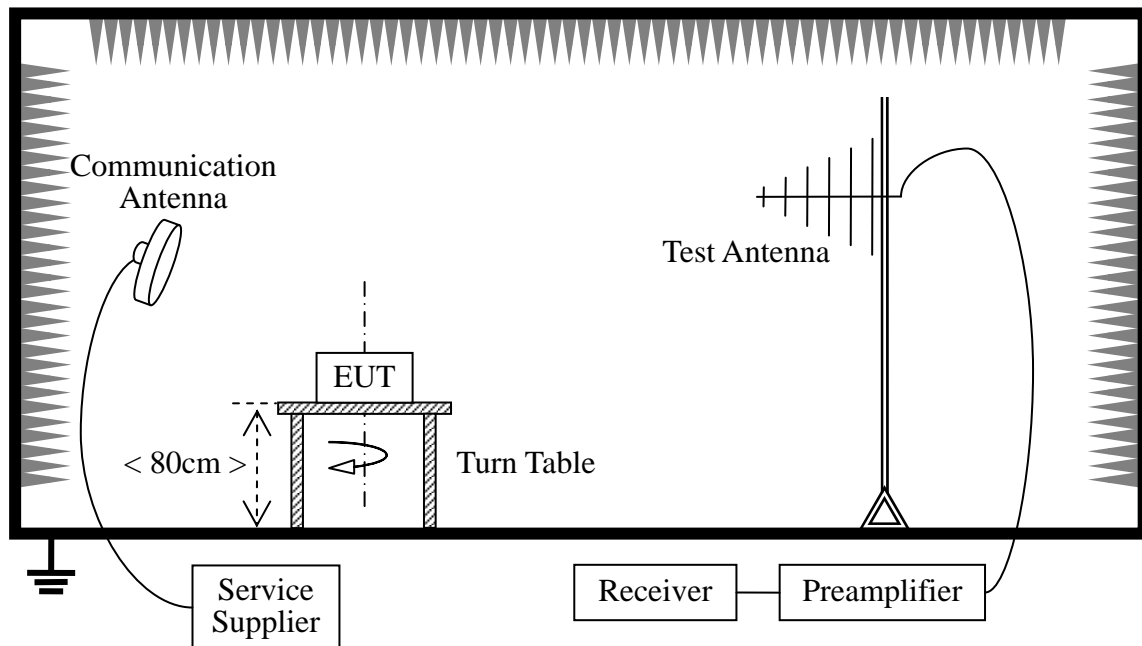 Communication
Antenna
Test Antenna
EUT
< 80cm >
Turn Table
Service
Supplier
Receiver
Preamplifier